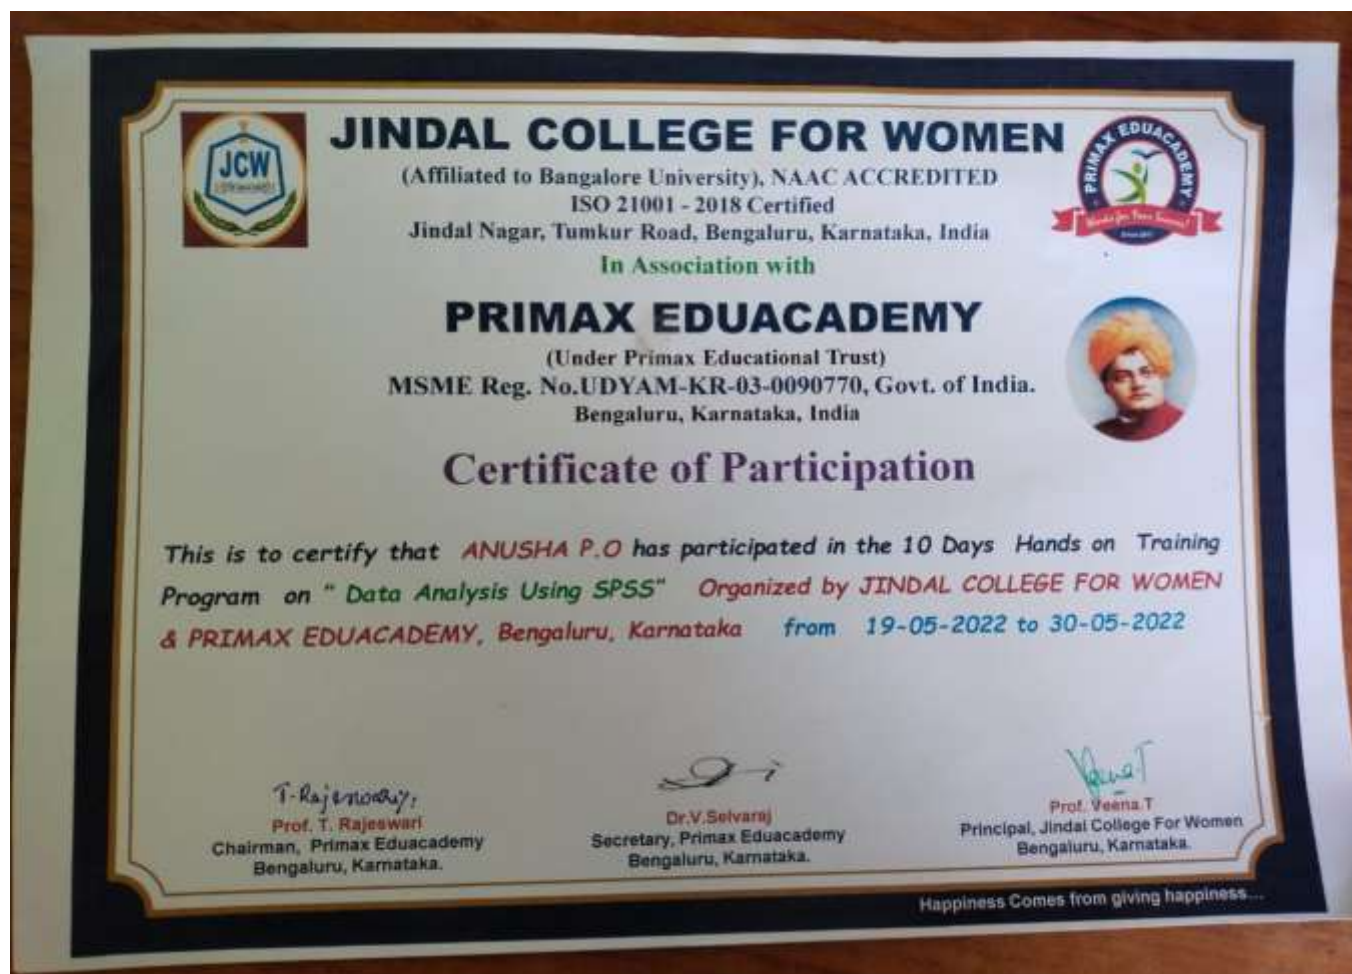 JCW
JINDAL COLLEGE FOR WOMEN
PRIMAX EDUACADEMY
(Affiliated to Bangalore University), NAAC ACCREDITED
ISO 21001 - 2018 Certified
Jindal Nagar, Tumkur Road, Bengaluru, Karnataka, India
In Association with
PRIMAX EDUACADEMY
(Under Primax Educational Trust)
MSME Reg. No.UDYAM-KR-03-0090770, Govt. of India.
Bengaluru, Karnataka, India
Certificate of Participation
This is to certify that ANUSHA P.O has participated in the 10 Days Hands on Training
Program on " Data Analysis Using SPSS" Organized by JINDAL COLLEGE FOR WOMEN
& PRIMAX EDUACADEMY, Bengaluru, Karnataka from 19-05-2022 to 30-05-2022
Veena.T
Prof. T. Rajeswari
Chairman, Primax Eduacademy
Bengaluru, Karnataka.
Dr.V.Selvaraj
Secretary, Primax Eduacademy
Bengaluru, Karnataka.
Prof. Veena.T
Principal, Jindal College For Women
Bengaluru, Karnataka.
Happiness Comes from giving happiness...